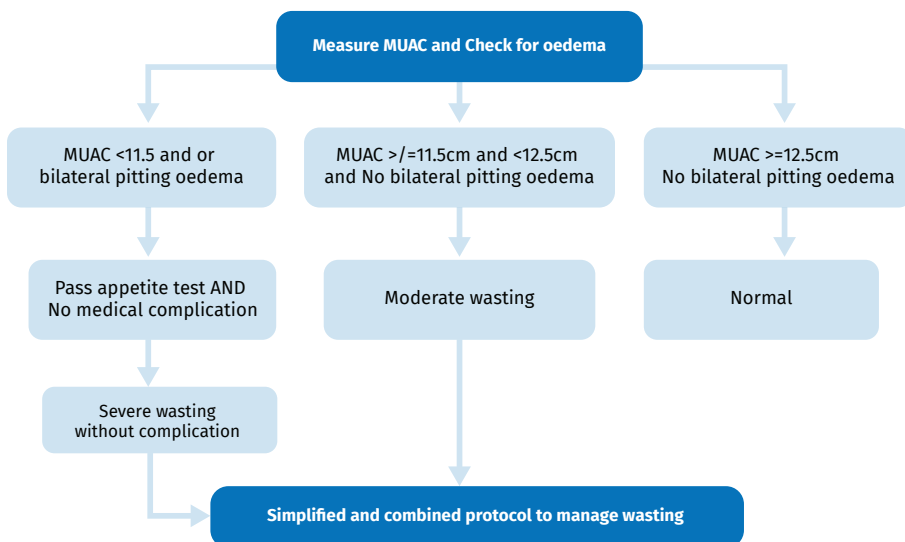 Measure MUAC and Check for oedema
MUAC <11.5 and or
bilateral pitting oedema
MUAC >/=11.5cm and <12.5cm
and No bilateral pitting oedema
MUAC >=12.5cm
No bilateral pitting oedema
Pass appetite test AND
No medical complication
Moderate wasting
Normal
Severe wasting
without complication
Simplified and combined protocol to manage wasting